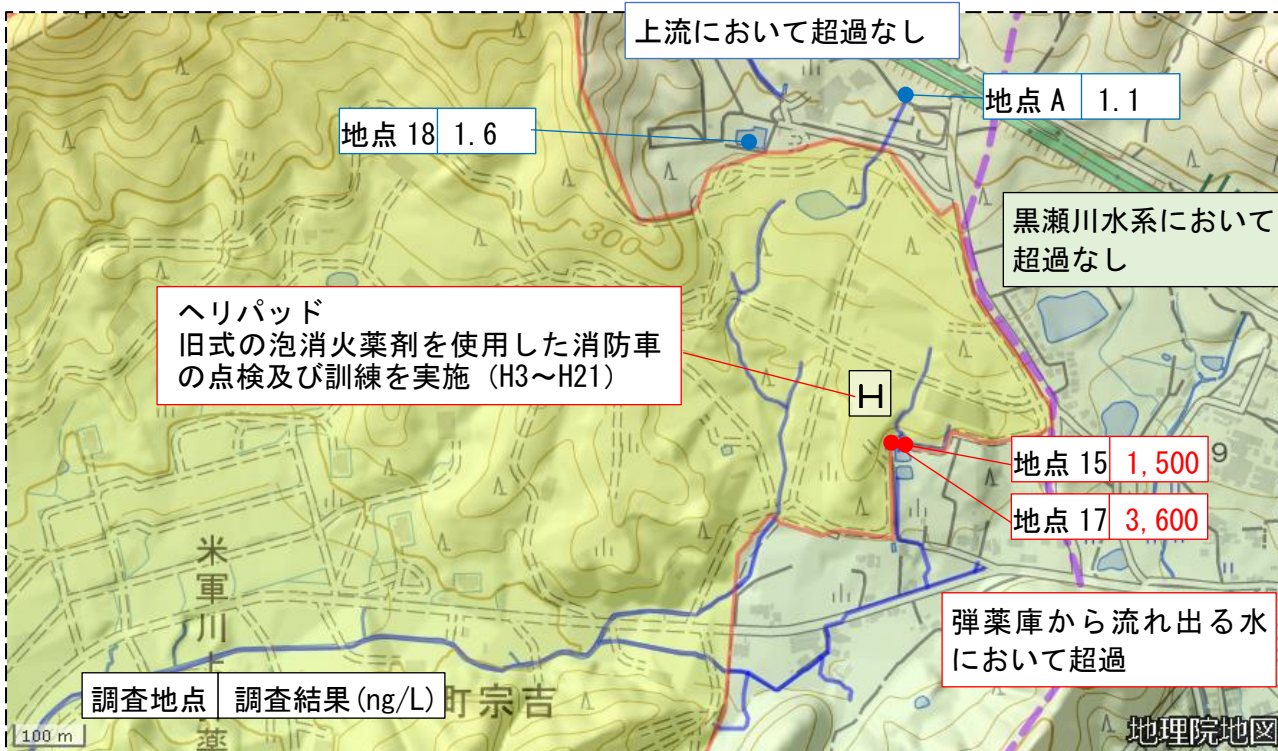 上流において超過なし
地点 A 1.1
地点 18 1.6
300
黒瀬川水系において
超過なし
ヘリパッド
旧式の泡消火薬剤を使用した消防車
の点検及び訓練を実施 (H3~H21)
H
地点 15 1,500
9
地点 17 3,600
米軍川上
弾薬庫から流れ出る水
において超過
調査地点 調査結果(ng/L)
町宗吉
薬
100 m
地理院地図